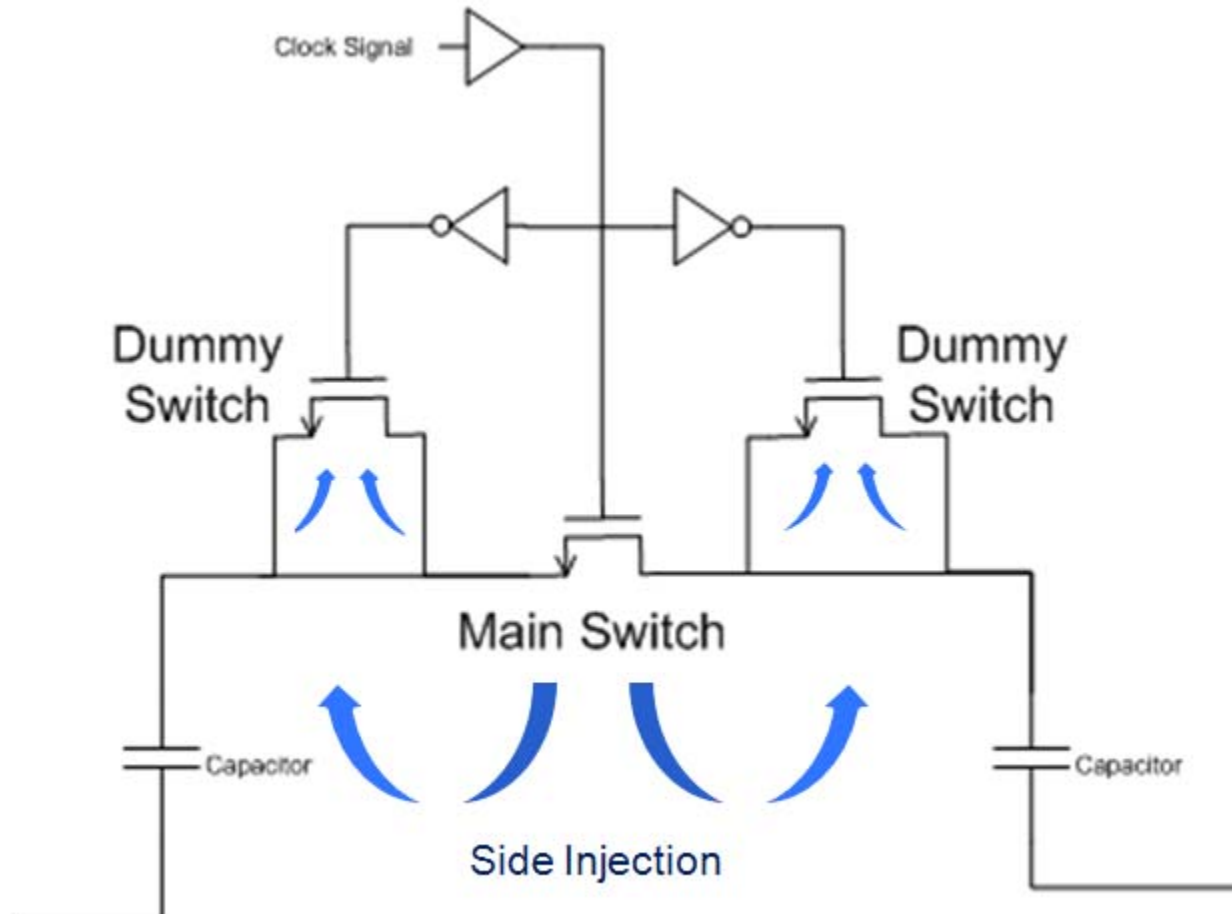 Clock Signal
Dummy
Switch
Dummy
Switch
Main Switch
Capacitor
Capacitor
Side Injection